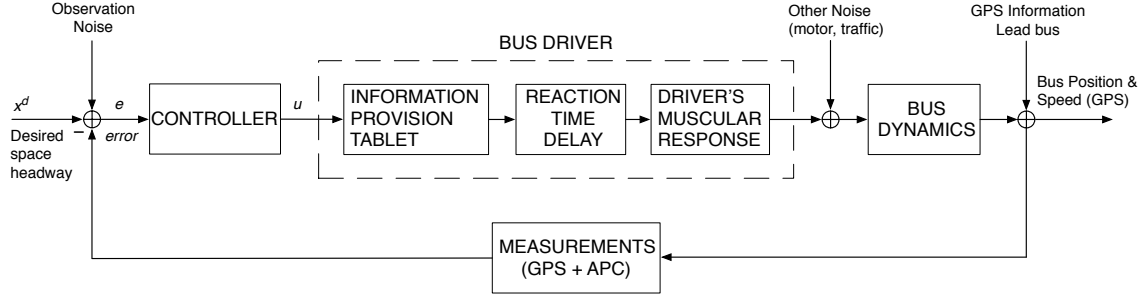 Observation
Noise
BUS DRIVER
Other Noise
(motor, traffic)
GPS Information
Lead bus
Bus Position &
Speed (GPS)
x^d
Desired
space
headway
−
e
error
CONTROLLER
u
INFORMATION
PROVISION
TABLET
REACTION
TIME
DELAY
DRIVER'S
MUSCULAR
RESPONSE
BUS
DYNAMICS
MEASUREMENTS
(GPS + APC)